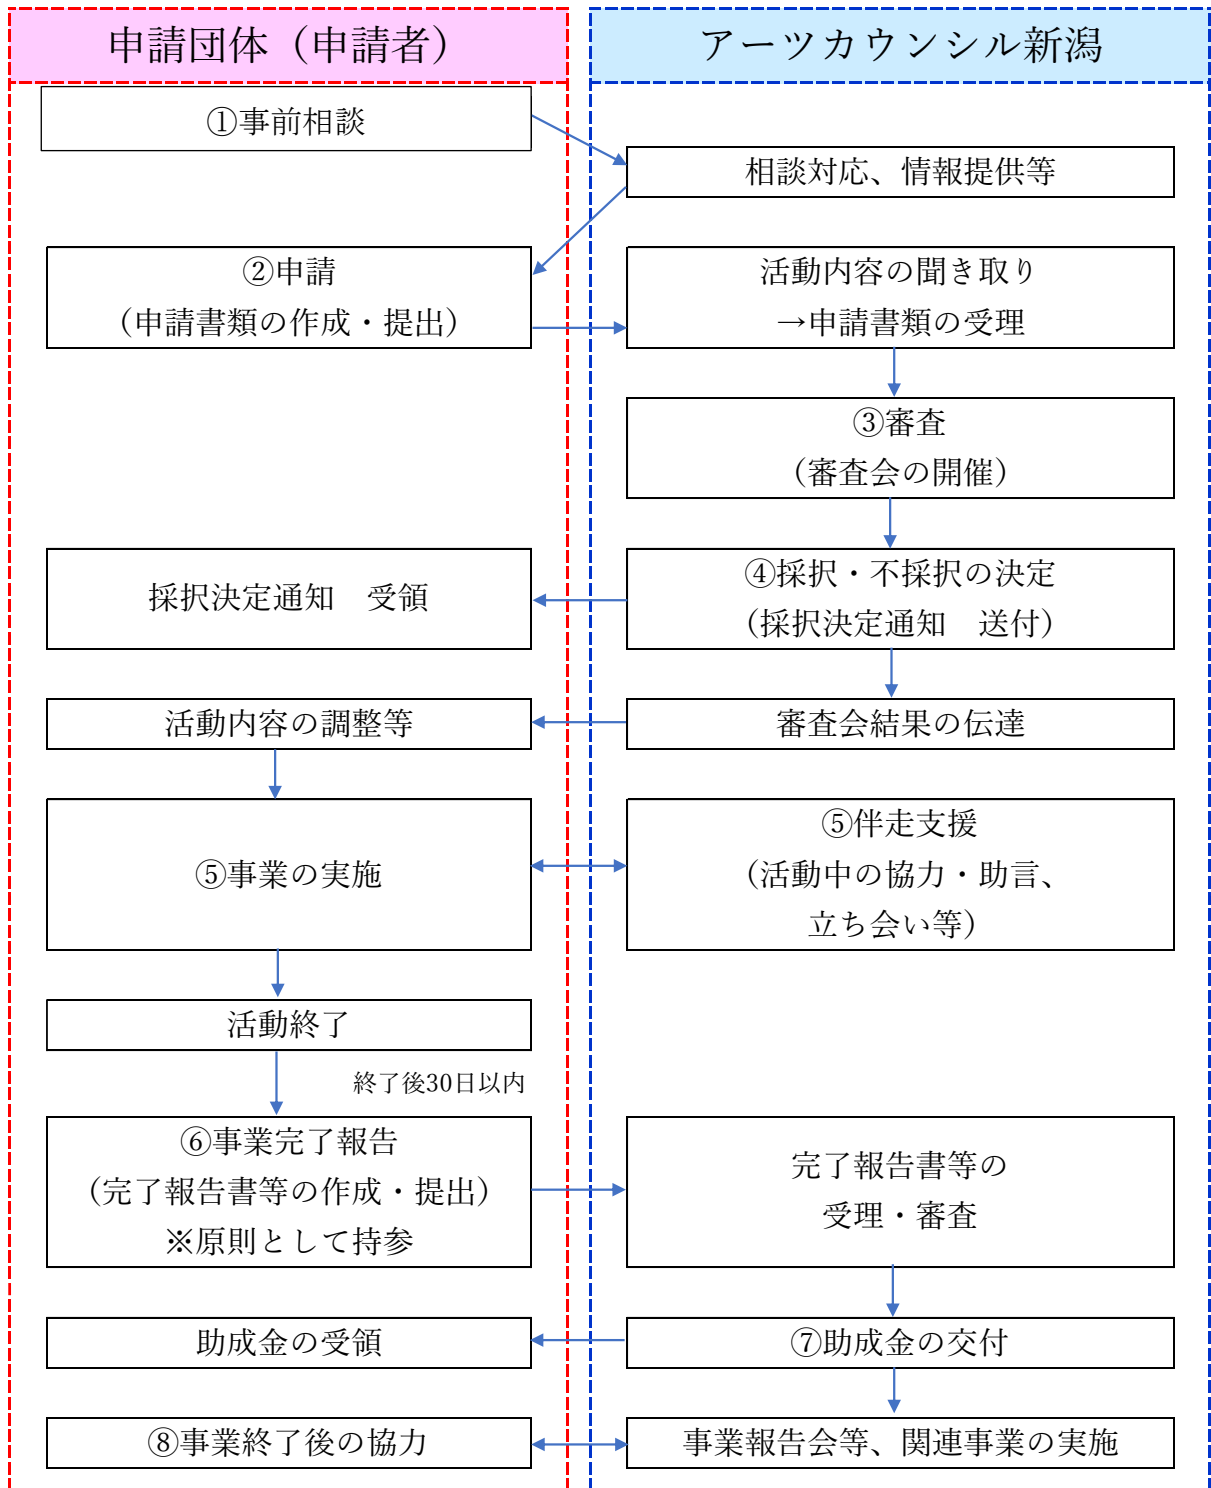 申請団体（申請者）
アーツカウンシル新潟
①事前相談
相談対応、情報提供等
②申請
（申請書類の作成・提出）
活動内容の聞き取り
→申請書類の受理
③審査
（審査会の開催）
採択決定通知　受領
④採択・不採択の決定
（採択決定通知　送付）
活動内容の調整等
審査会結果の伝達
⑤事業の実施
⑤伴走支援
（活動中の協力・助言、
立ち会い等）
活動終了
終了後30日以内
⑥事業完了報告
（完了報告書等の作成・提出）
※原則として持参
完了報告書等の
受理・審査
助成金の受領
⑦助成金の交付
⑧事業終了後の協力
事業報告会等、関連事業の実施